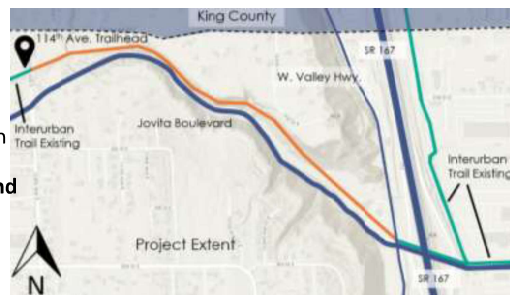 King County
114th Ave. Trailhead
SR 167
W. Valley Hwy.
Jovita Boulevard
n
Interurban
Trail Existing
Interurban
Trail Existing
nd
Project Extent
N
SR 167